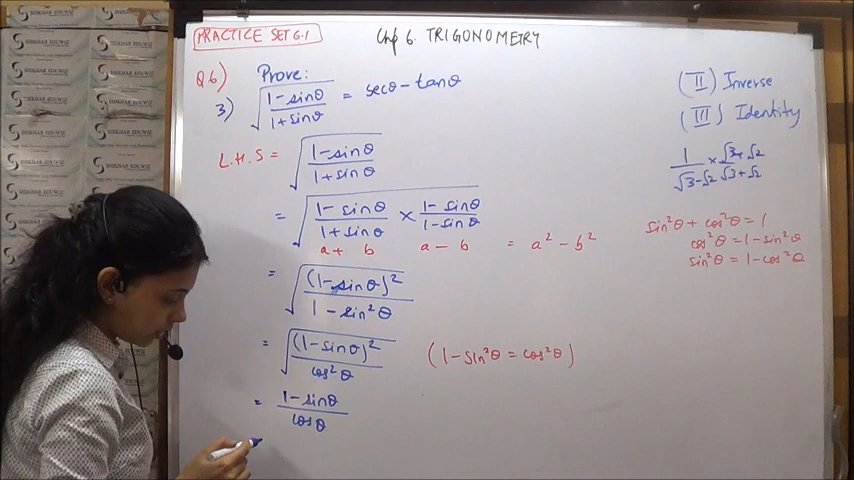 PRACTICE SET 6.1
Chp 6. TRIGONOMETRY
Q6) Prove:
3) √((1-sinθ)/(1+sinθ)) = secθ - tanθ
L.H.S = √((1-sinθ)/(1+sinθ))
= √((1-sinθ)/(1+sinθ) × (1-sinθ)/(1-sinθ))
a + b a - b = a² - b²
= √((1-sinθ)²/(1-sin²θ))
= √((1-sinθ)²/cos²θ) (1-sin²θ = cos²θ)
= (1-sinθ)/cosθ
(II) Inverse
(III) Identity
1/(√3-√2) × (√3+√2)/(√3+√2)
sin²θ + cos²θ = 1
cos²θ = 1-sin²θ
sin²θ = 1-cos²θ
SHIKHAR EDUWIZ